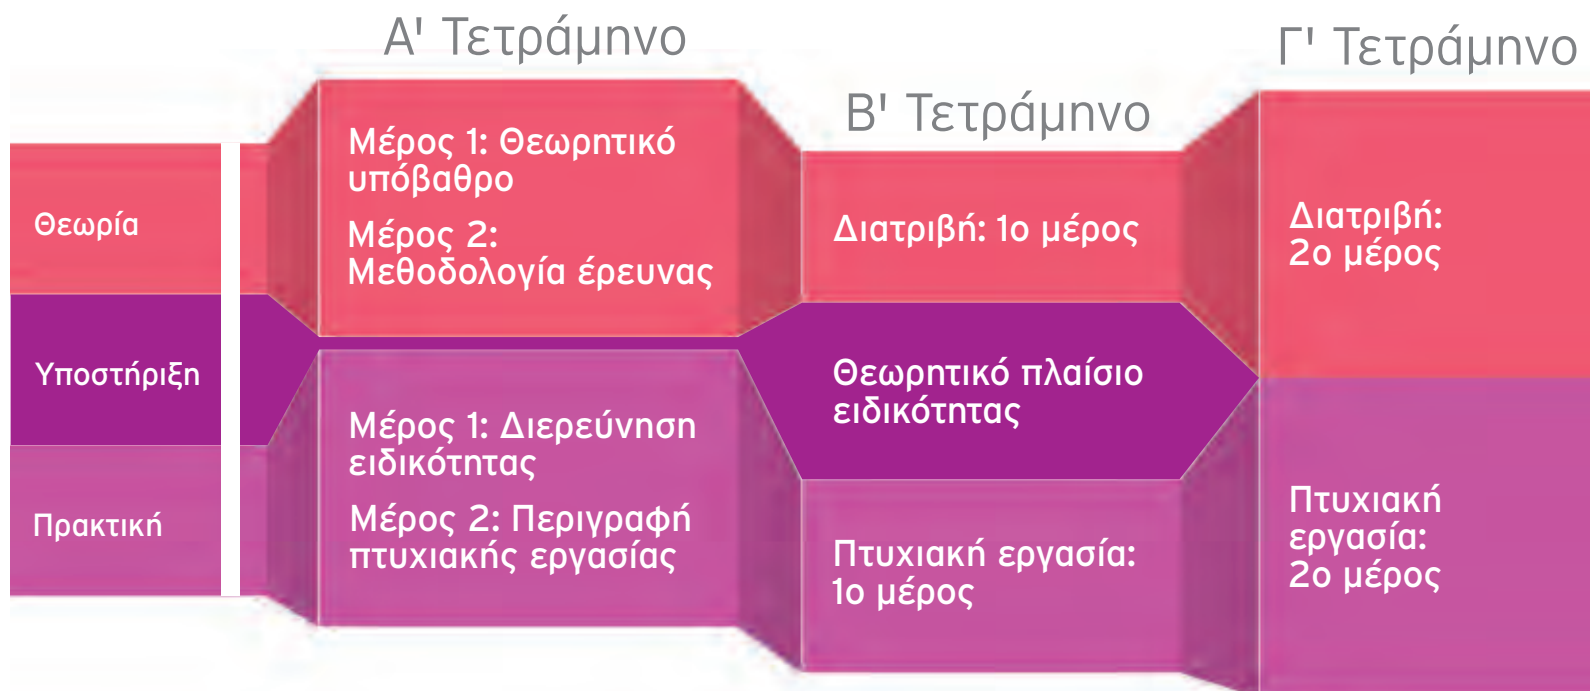 Α' Τετράμηνο
Β' Τετράμηνο
Γ' Τετράμηνο
Θεωρία
Μέρος 1: Θεωρητικό
υπόβαθρο
Μέρος 2:
Μεθοδολογία έρευνας
Διατριβή: 1ο μέρος
Διατριβή:
2ο μέρος
Υποστήριξη
Θεωρητικό πλαίσιο
ειδικότητας
Πρακτική
Μέρος 1: Διερεύνηση
ειδικότητας
Μέρος 2: Περιγραφή
πτυχιακής εργασίας
Πτυχιακή εργασία:
1ο μέρος
Πτυχιακή
εργασία:
2ο μέρος